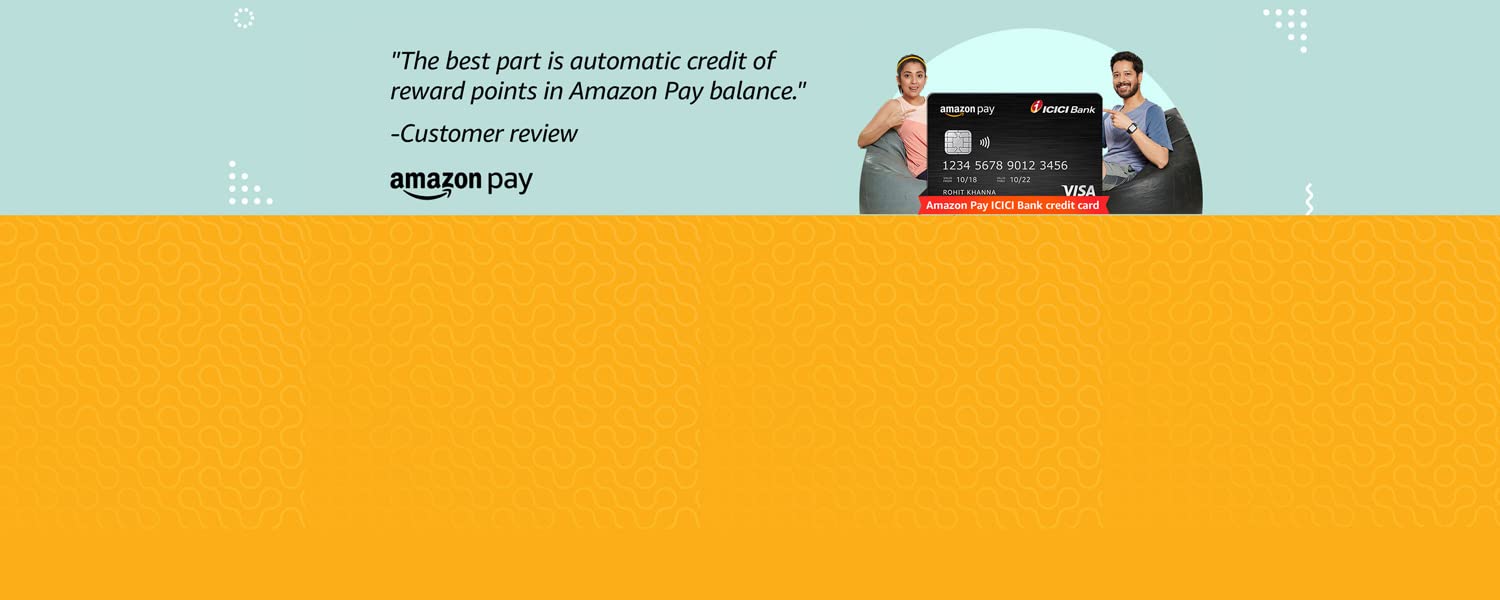 "The best part is automatic credit of
reward points in Amazon Pay balance."
-Customer review
amazon pay
amazon pay
ICICI Bank
1234 5678 9012 3456
10/18
10/22
ROHIT KHANNA
VISA
Amazon Pay ICICI Bank credit card